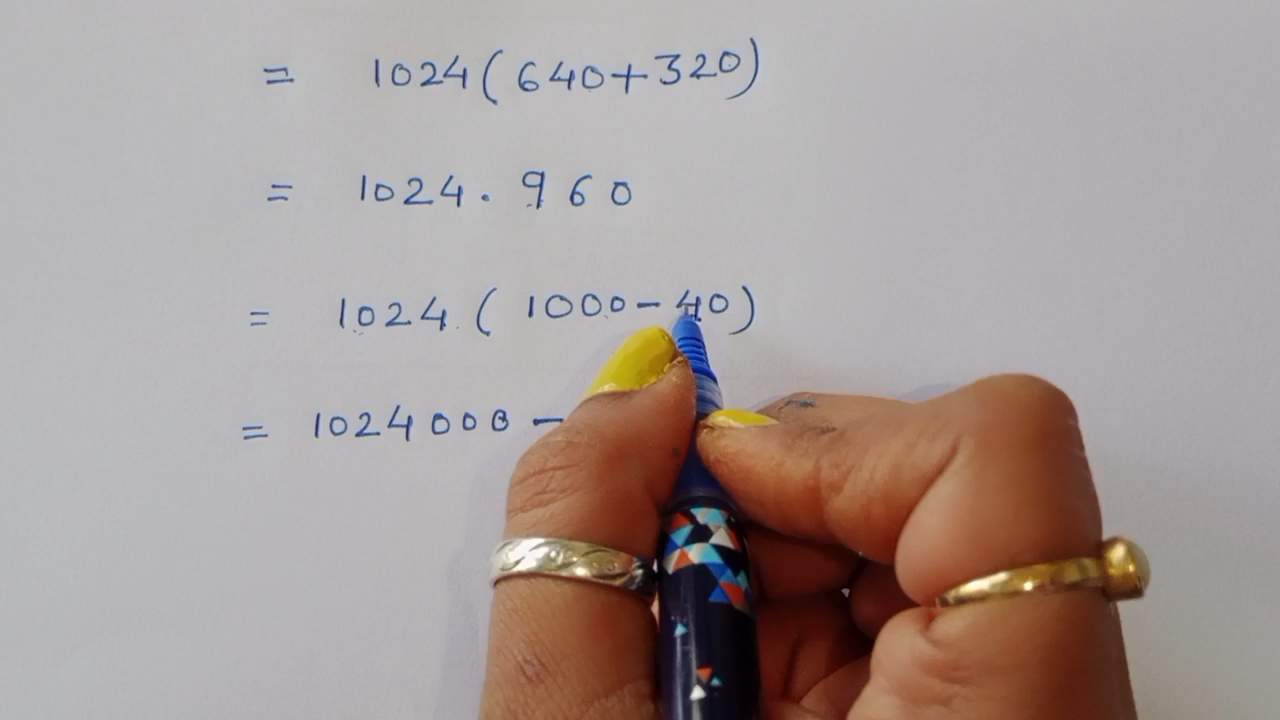 = 1024(640+320)
= 1024.960
= 1024.(1000-40)
= 1024000 -